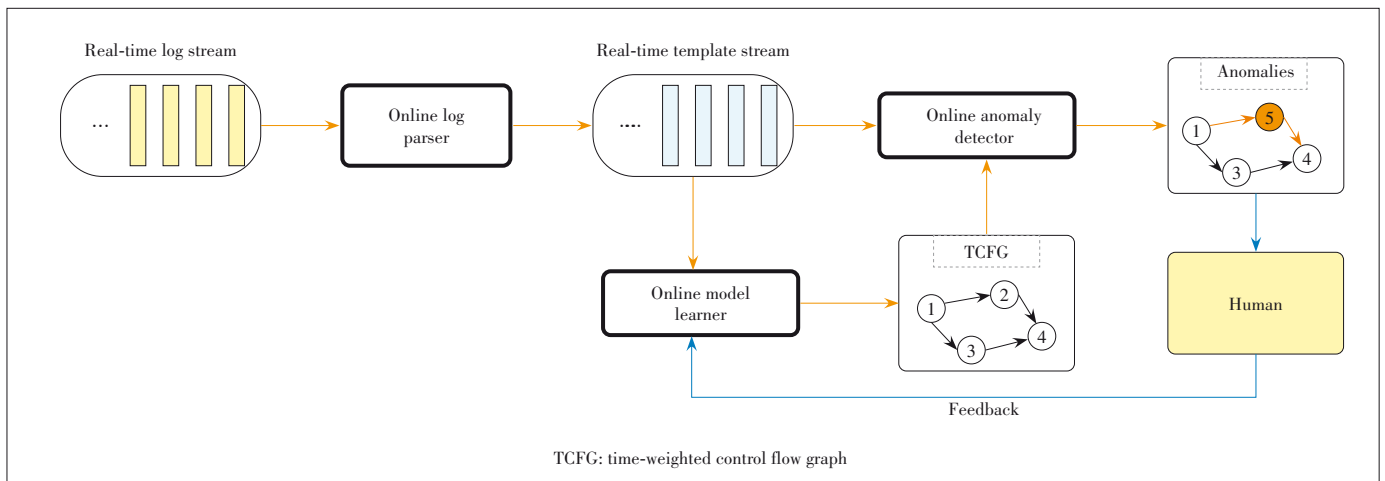 Real-time log stream
Real-time template stream
Anomalies
...
Online log
parser
....
Online anomaly
detector
1
5
3
4
TCFG
Online model
learner
1
2
3
4
Human
Feedback
TCFG: time-weighted control flow graph